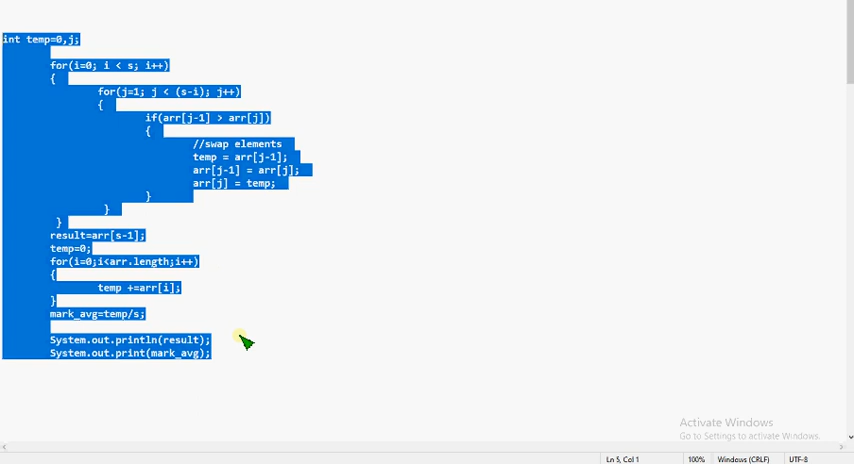 int temp=0,j;
for(i=0; i < s; i++)
{
for(j=1; j < (s-i); j++)
{
if(arr[j-1] > arr[j])
{
//swap elements
temp = arr[j-1];
arr[j-1] = arr[j];
arr[j] = temp;
}
}
}
result=arr[s-1];
temp=0;
for(i=0;i<arr.length;i++)
{
temp +=arr[i];
}
mark_avg=temp/s;
System.out.println(result);
System.out.print(mark_avg);
Activate Windows
Go to Settings to activate Windows.
Ln 5, Col 1 100% Windows (CRLF) UTF-8